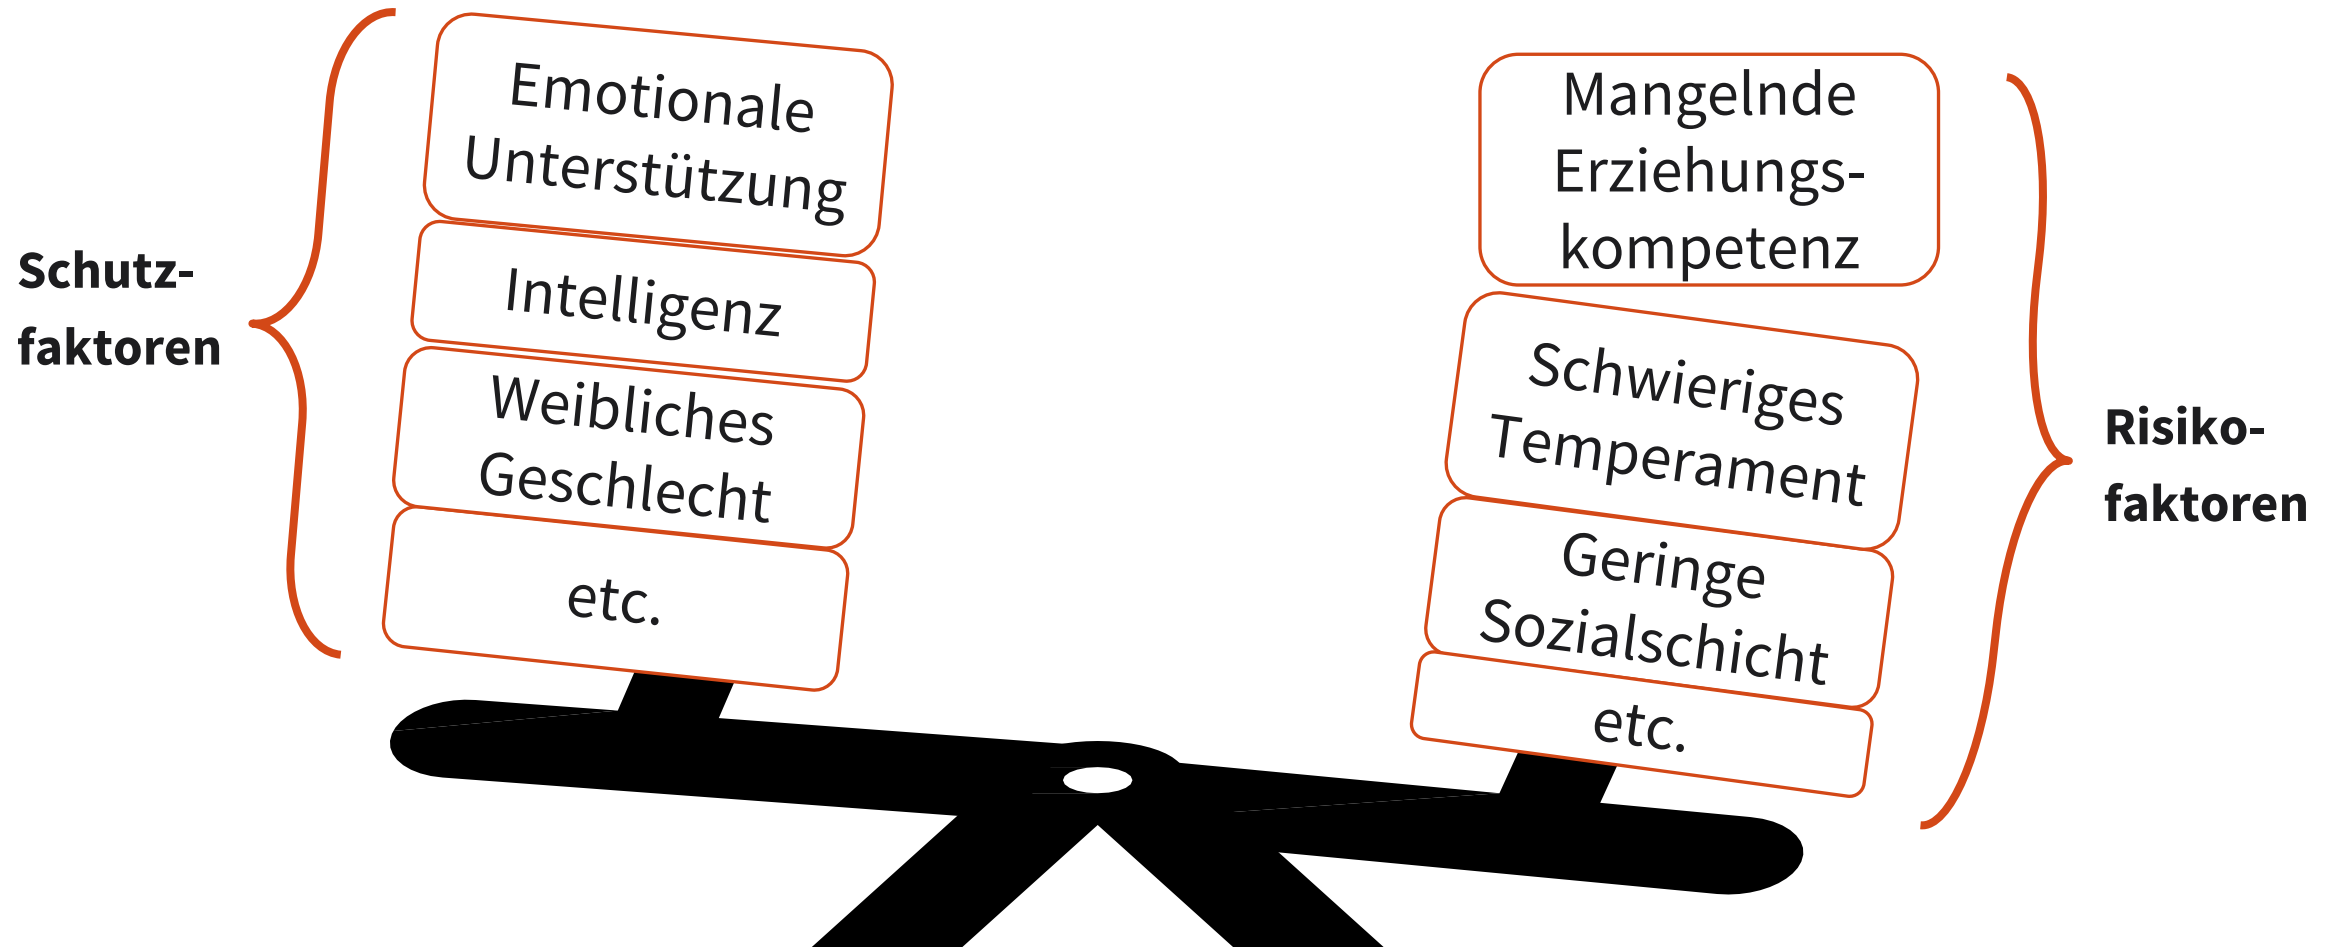 Schutz-
faktoren
Emotionale
Unterstützung
Intelligenz
Weibliches
Geschlecht
etc.
Mangelnde
Erziehungs-
kompetenz
Schwieriges
Temperament
Geringe
Sozialschicht
etc.
Risiko-
faktoren